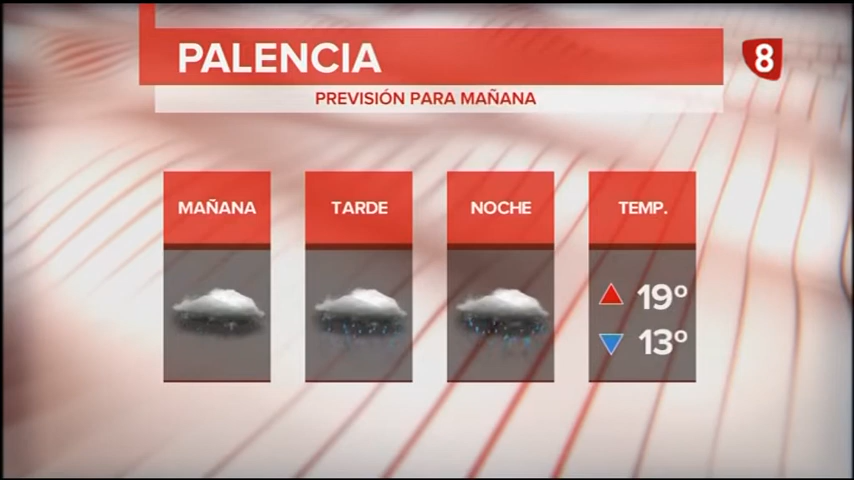 PALENCIA
8
PREVISIÓN PARA MAÑANA
MAÑANA
TARDE
NOCHE
TEMP.
19º
13º